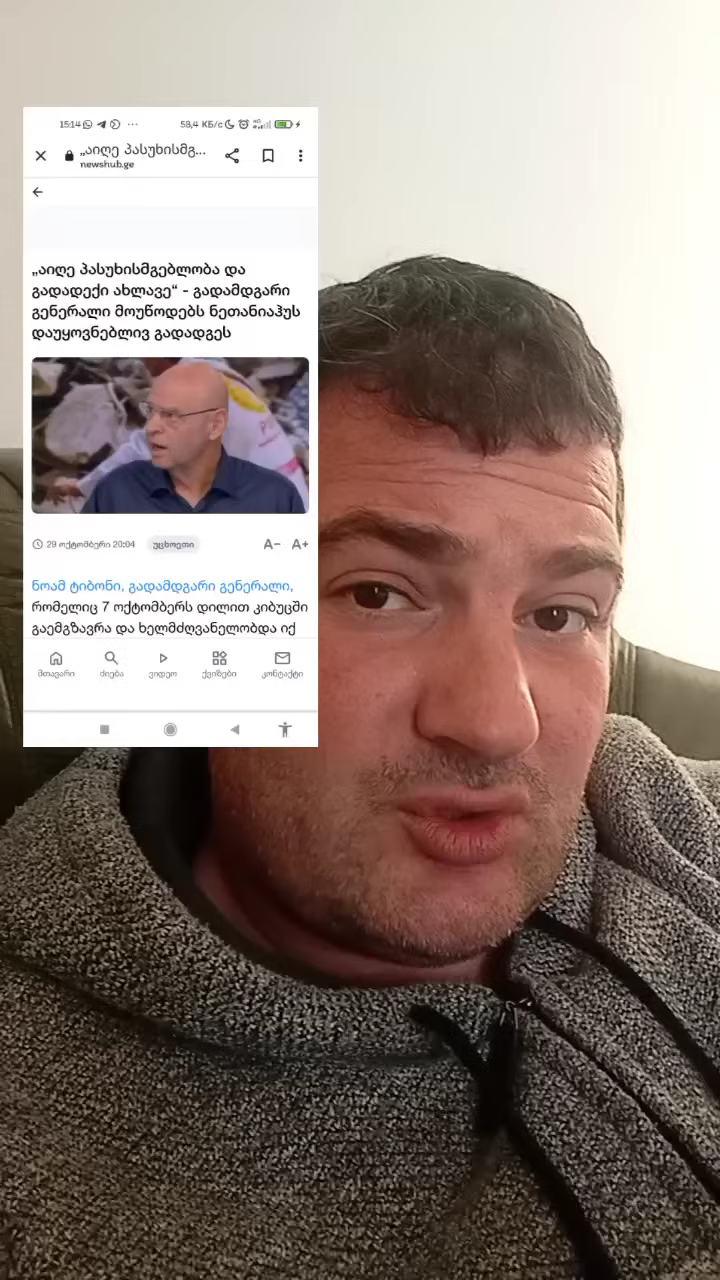 15:14 ...
58,4 КБ/с 4G
„აიღე პასუხისმგ...
newshub.ge
„აიღე პასუხისმგებლობა და
გადადექი ახლავე“ - გადამდგარი
გენერალი მოუწოდებს ნეთანიაჰუს
დაუყოვნებლივ გადადგეს
29 ოქტომბერი 20:04 უცხოეთი A- A+
ნოამ ტიბონი, გადამდგარი გენერალი,
რომელიც 7 ოქტომბერს დილით კიბუცში
გაემგზავრა და ხელმძღვანელობდა იქ
მთავარი ძიება ვიდეო ქვიზები კონტაქტი